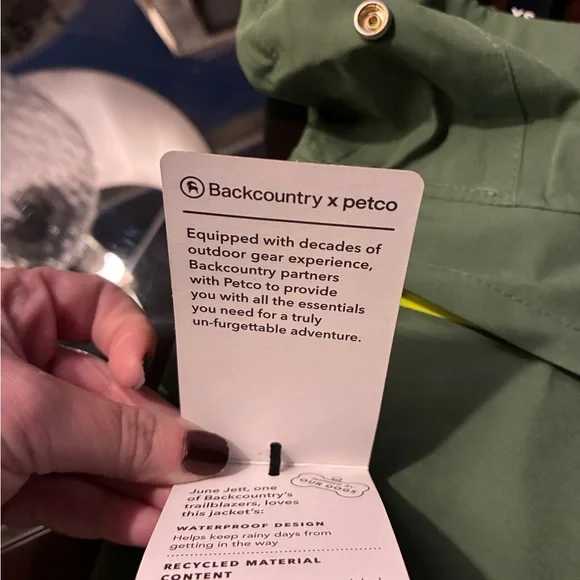 XS
Backcountry x petco
Equipped with decades of
outdoor gear experience,
Backcountry partners
with Petco to provide
you with all the essentials
you need for a truly
un-furgettable adventure.
June Jett, one
of Backcountry's
trailblazers, loves
this jacket's:
OUR DOGS
WATERPROOF DESIGN
Helps keep rainy days from
getting in the way
RECYCLED MATERIAL
CONTENT